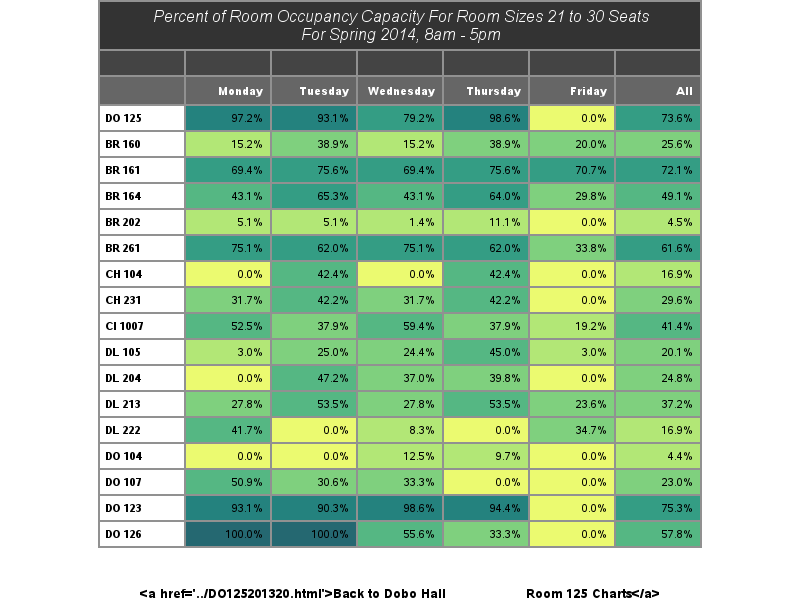 Percent of Room Occupancy Capacity For Room Sizes 21 to 30 Seats
For Spring 2014, 8am - 5pm
Monday Tuesday Wednesday Thursday Friday All
DO 125 97.2% 93.1% 79.2% 98.6% 0.0% 73.6%
BR 160 15.2% 38.9% 15.2% 38.9% 20.0% 25.6%
BR 161 69.4% 75.6% 69.4% 75.6% 70.7% 72.1%
BR 164 43.1% 65.3% 43.1% 64.0% 29.8% 49.1%
BR 202 5.1% 5.1% 1.4% 11.1% 0.0% 4.5%
BR 261 75.1% 62.0% 75.1% 62.0% 33.8% 61.6%
CH 104 0.0% 42.4% 0.0% 42.4% 0.0% 16.9%
CH 231 31.7% 42.2% 31.7% 42.2% 0.0% 29.6%
CI 1007 52.5% 37.9% 59.4% 37.9% 19.2% 41.4%
DL 105 3.0% 25.0% 24.4% 45.0% 3.0% 20.1%
DL 204 0.0% 47.2% 37.0% 39.8% 0.0% 24.8%
DL 213 27.8% 53.5% 27.8% 53.5% 23.6% 37.2%
DL 222 41.7% 0.0% 8.3% 0.0% 34.7% 16.9%
DO 104 0.0% 0.0% 12.5% 9.7% 0.0% 4.4%
DO 107 50.9% 30.6% 33.3% 0.0% 0.0% 23.0%
DO 123 93.1% 90.3% 98.6% 94.4% 0.0% 75.3%
DO 126 100.0% 100.0% 55.6% 33.3% 0.0% 57.8%
<a href='../DO125201320.html'>Back to Dobo Hall Room 125 Charts</a>